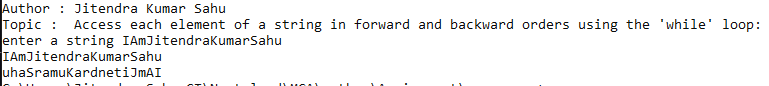 Author : Jitendra Kumar Sahu
Topic :  Access each element of a string in forward and backward orders using the 'while' loop:
enter a string IAmJitendraKumarSahu
IAmJitendraKumarSahu
uhaSramuKardnetiJmAI